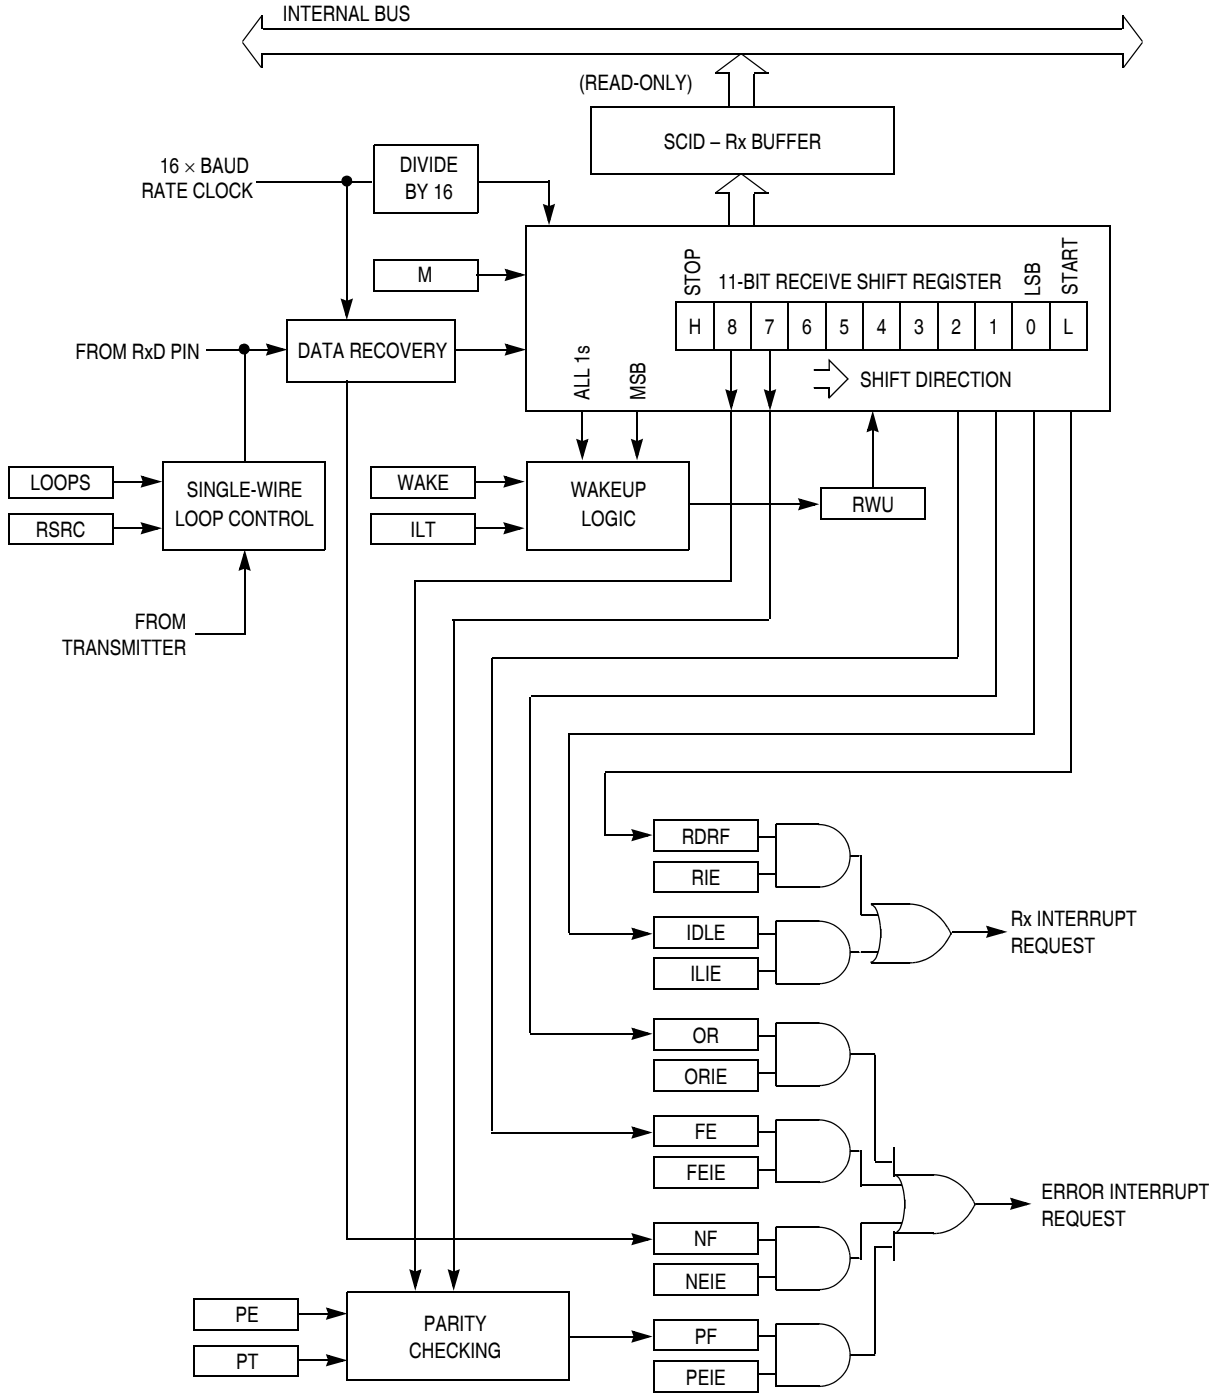 INTERNAL BUS
(READ-ONLY)
SCID – Rx BUFFER
16 × BAUD
RATE CLOCK
DIVIDE
BY 16
M
STOP
11-BIT RECEIVE SHIFT REGISTER
LSB
START
H 8 7 6 5 4 3 2 1 0 L
FROM RxD PIN
DATA RECOVERY
ALL 1s
MSB
SHIFT DIRECTION
LOOPS
RSRC
SINGLE-WIRE
LOOP CONTROL
WAKE
ILT
WAKEUP
LOGIC
RWU
FROM
TRANSMITTER
RDRF
RIE
IDLE
ILIE
Rx INTERRUPT
REQUEST
OR
ORIE
FE
FEIE
ERROR INTERRUPT
REQUEST
NF
NEIE
PE
PT
PARITY
CHECKING
PF
PEIE